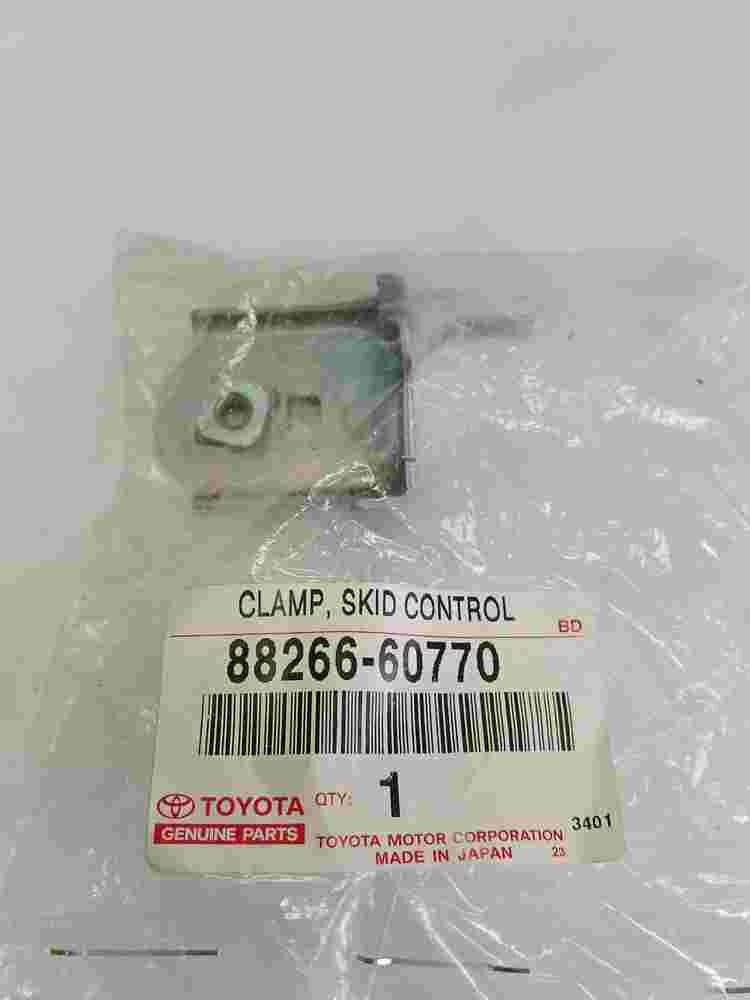 CLAMP, SKID CONTROL
BD
88266-60770
TOYOTA
GENUINE PARTS
QTY: 1
3401
TOYOTA MOTOR CORPORATION
MADE IN JAPAN 23